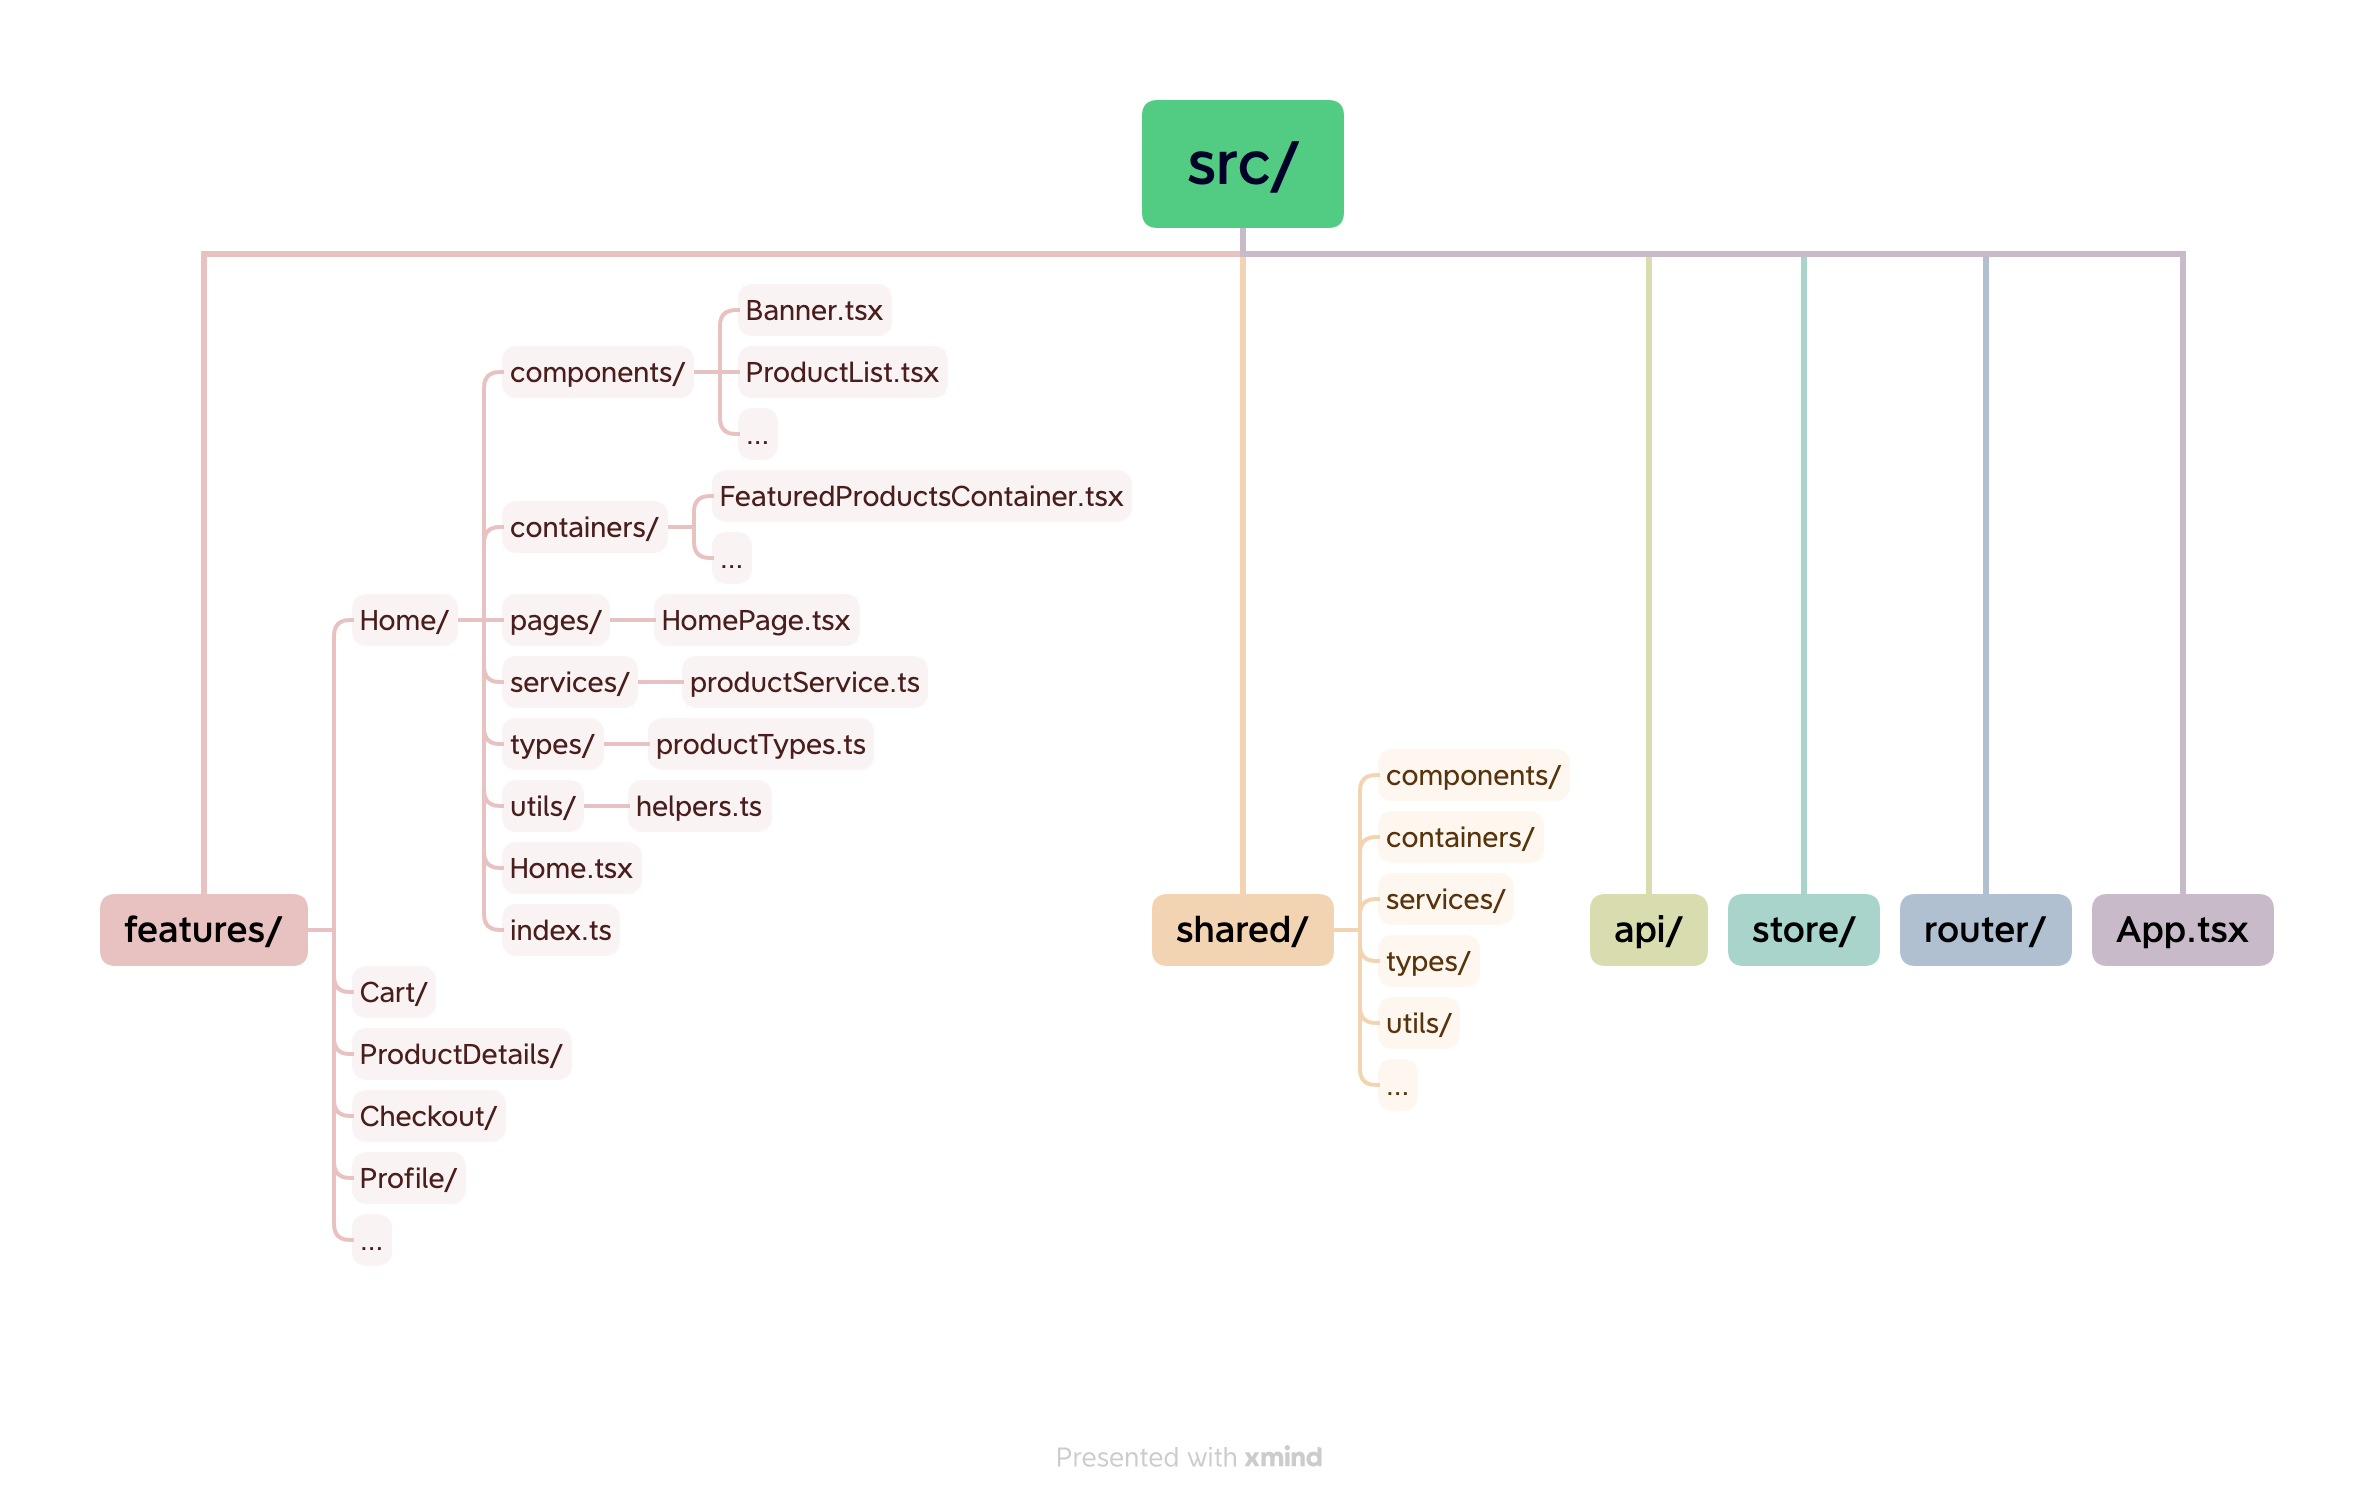 src/
Banner.tsx
components/
ProductList.tsx
...
FeaturedProductsContainer.tsx
containers/
...
Home/
pages/
HomePage.tsx
services/
productService.ts
types/
productTypes.ts
utils/
helpers.ts
Home.tsx
index.ts
features/
Cart/
ProductDetails/
Checkout/
Profile/
...
shared/
components/
containers/
services/
types/
utils/
...
api/
store/
router/
App.tsx
Presented with xmind